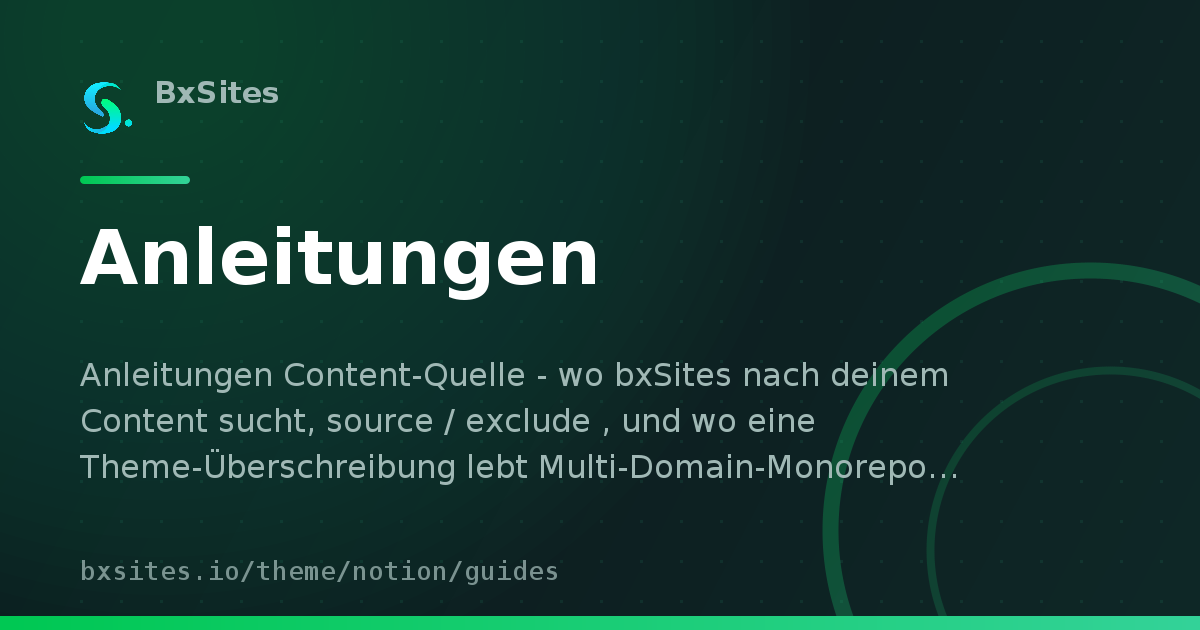 BxSites
Anleitungen
Anleitungen Content-Quelle - wo bxSites nach deinem
Content sucht, source / exclude , und wo eine
Theme-Überschreibung lebt Multi-Domain-Monorepo…
bxsites.io/theme/notion/guides